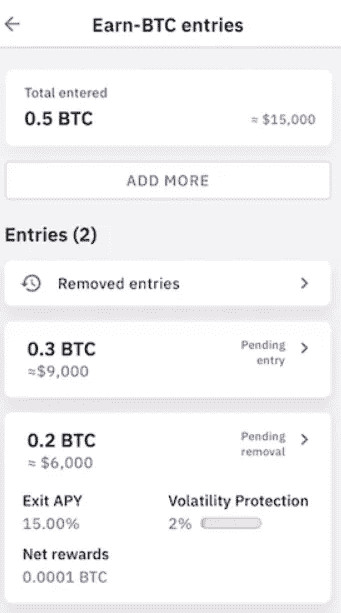 Earn-BTC entries
Total entered
0.5 BTC ≈ $15,000
ADD MORE
Entries (2)
Removed entries
0.3 BTC Pending
≈$9,000 entry
0.2 BTC Pending
≈ $6,000 removal
Exit APY Volatility Protection
15.00% 2%
Net rewards
0.0001 BTC